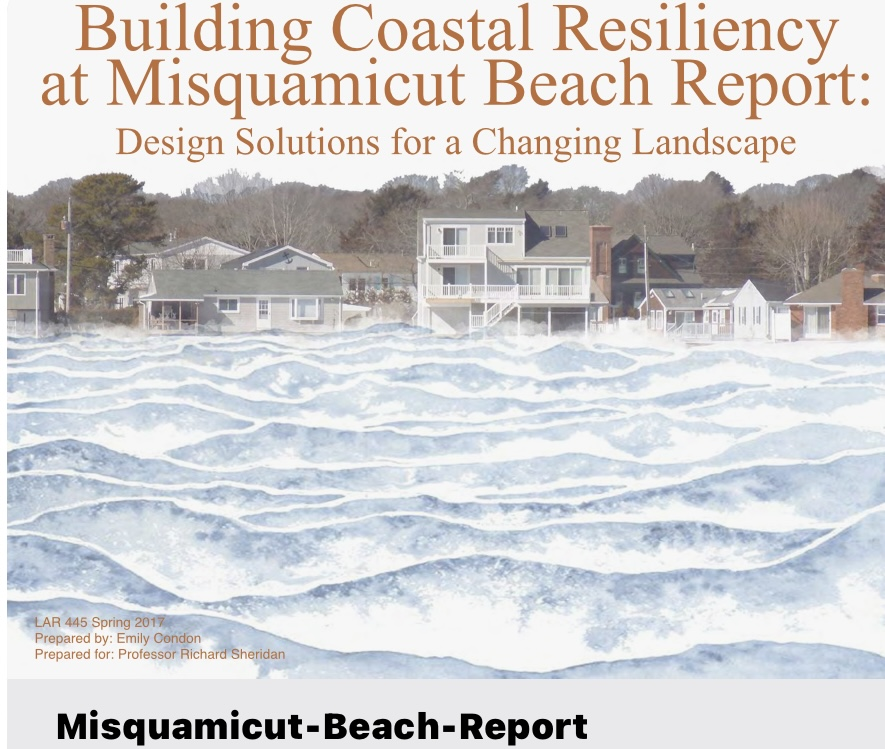 Building Coastal Resiliency
at Misquamicut Beach Report:
Design Solutions for a Changing Landscape
LAR 445 Spring 2017
Prepared by: Emily Condon
Prepared for: Professor Richard Sheridan
Misquamicut-Beach-Report